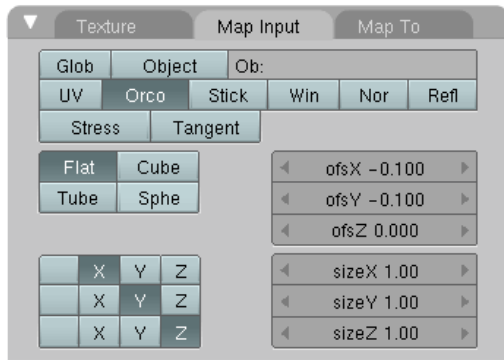 Texture Map Input Map To
Glob Object Ob:
UV Orco Stick Win Nor Refl
Stress Tangent
Flat Cube ofsX -0.100
Tube Sphe ofsY -0.100
ofsZ 0.000
X Y Z sizeX 1.00
X Y Z sizeY 1.00
X Y Z sizeZ 1.00